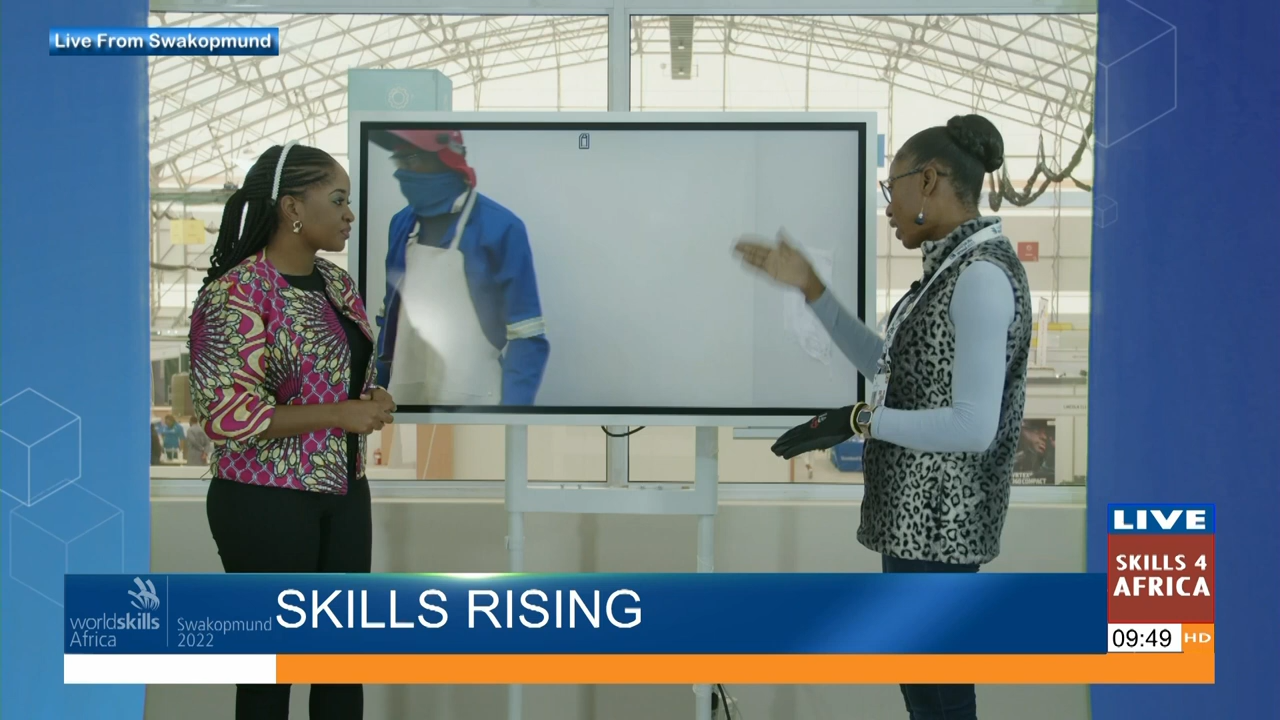 Live From Swakopmund
LIVE
SKILLS 4
AFRICA
09:49 HD
worldskills
Africa
Swakopmund
2022
SKILLS RISING